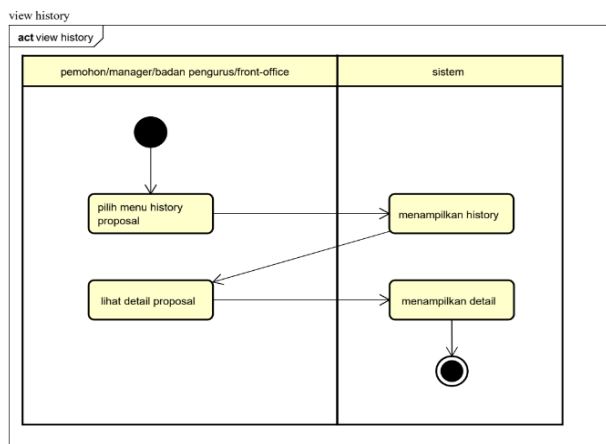 view history
act view history
pemohon/manager/badan pengurus/front-office
sistem
pilih menu history
proposal
menampilkan history
lihat detail proposal
menampilkan detail